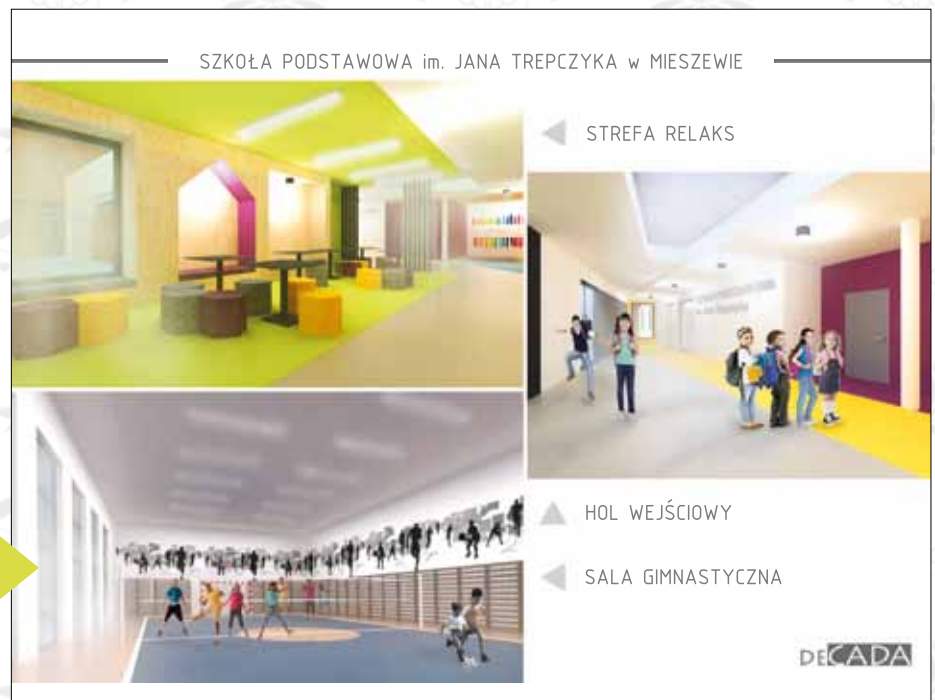 SZKOŁA PODSTAWOWA im. JANA TREPCZYKA w MIESZEWIE
STREFA RELAKS
HOL WEJŚCIOWY
SALA GIMNASTYCZNA
DECADA